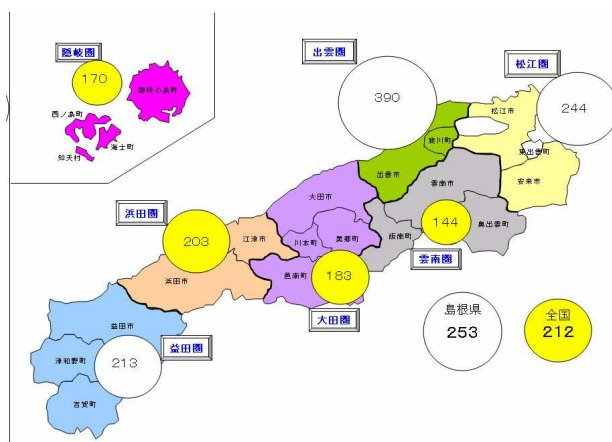 隠岐圏
170
隠岐の島町
西ノ島町
海士町
知夫村
出雲圏
390
松江圏
244
松江市
東出雲町
安来市
斐川町
出雲市
雲南市
奥出雲町
飯南町
144
雲南圏
大田市
川本町
美郷町
邑南町
183
大田圏
浜田圏
203
江津市
浜田市
益田圏
213
益田市
津和野町
吉賀町
島根県
253
全国
212